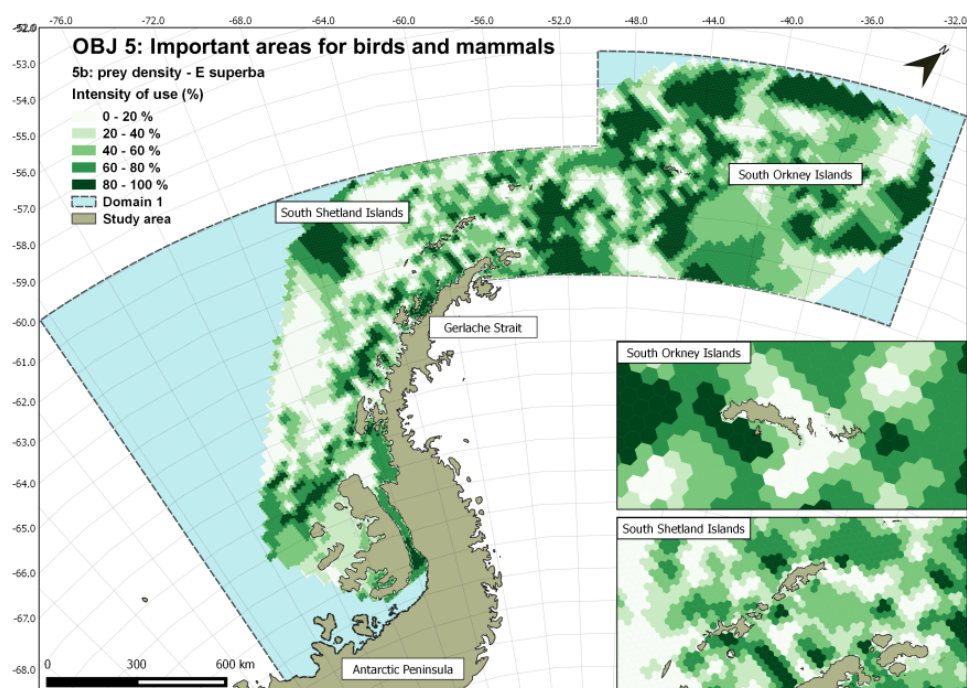 -52.0 -76.0 -72.0 -68.0 -64.0 -60.0 -56.0 -52.0 -48.0 -44.0 -40.0 -36.0 -32.0
OBJ 5: Important areas for birds and mammals
5b: prey density - E superba
Intensity of use (%)
0 - 20 %
20 - 40 %
40 - 60 %
60 - 80 %
80 - 100 %
Domain 1
Study area
N
-53.0
-54.0
-55.0
-56.0
-57.0
-58.0
-59.0
-60.0
-61.0
-62.0
-63.0
-64.0
-65.0
-66.0
-67.0
-68.0
South Orkney Islands
South Shetland Islands
Gerlache Strait
South Orkney Islands
South Shetland Islands
Antarctic Peninsula
0 300 600 km